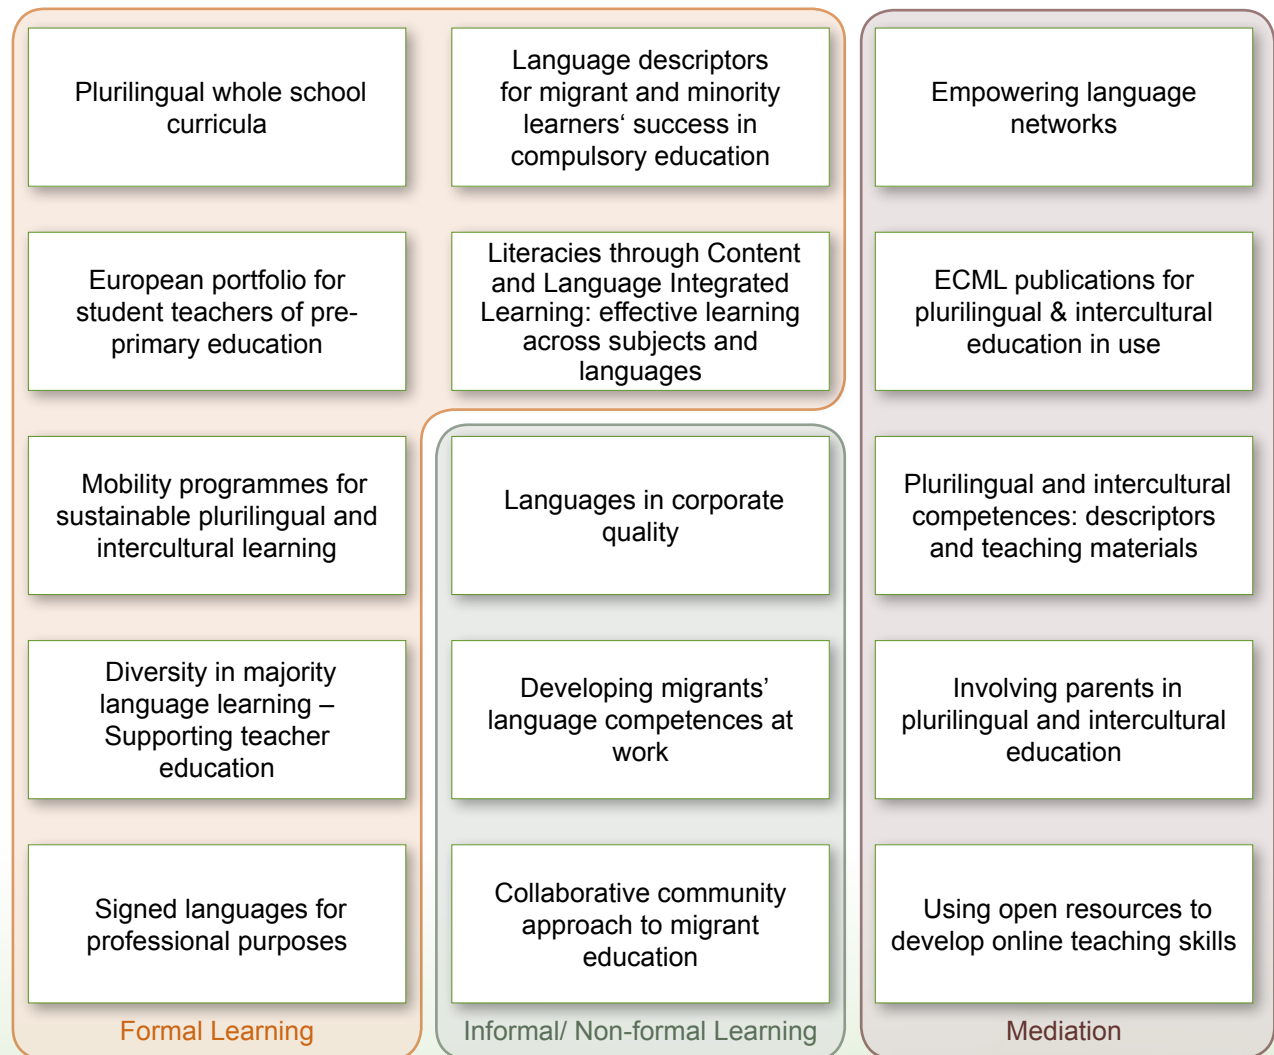 Plurilingual whole school
curricula
Language descriptors
for migrant and minority
learners‘ success in
compulsory education
Empowering language
networks
European portfolio for
student teachers of pre-
primary education
Literacies through Content
and Language Integrated
Learning: effective learning
across subjects and
languages
ECML publications for
plurilingual & intercultural
education in use
Mobility programmes for
sustainable plurilingual and
intercultural learning
Languages in corporate
quality
Plurilingual and intercultural
competences: descriptors
and teaching materials
Diversity in majority
language learning –
Supporting teacher
education
Developing migrants’
language competences at
work
Involving parents in
plurilingual and intercultural
education
Signed languages for
professional purposes
Collaborative community
approach to migrant
education
Using open resources to
develop online teaching skills
Formal Learning
Informal/ Non-formal Learning
Mediation